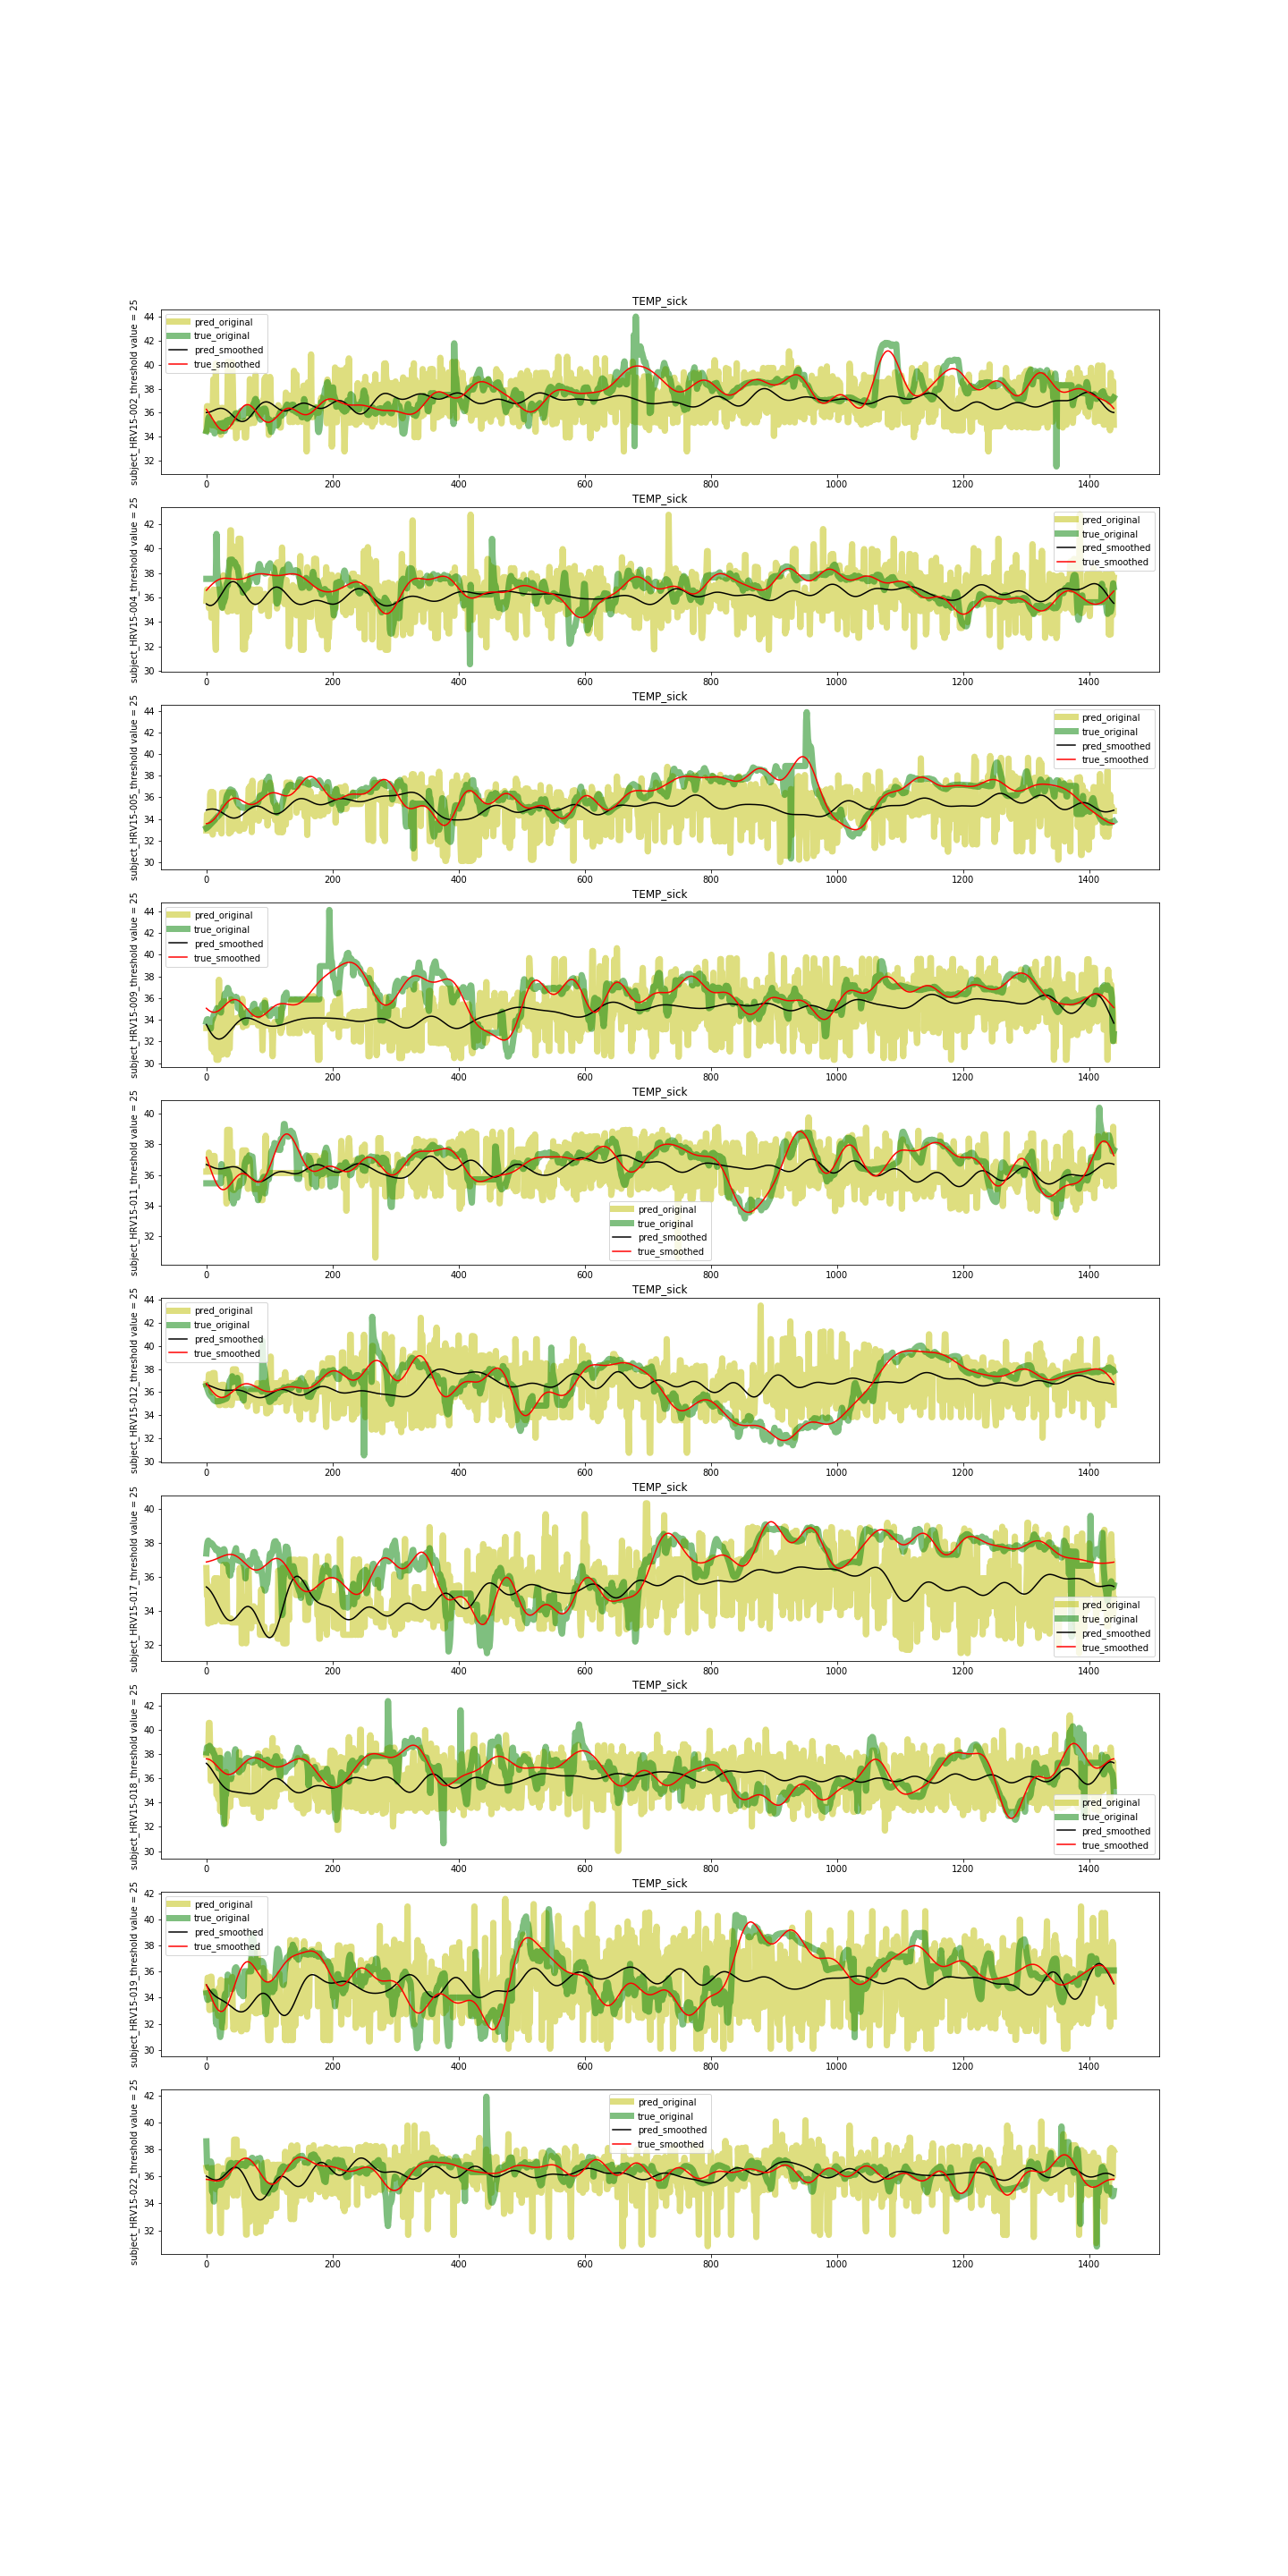 TEMP_sick
subject_HRV15-002_threshold value = 25
44
42
40
38
36
34
32
pred_original
true_original
pred_smoothed
true_smoothed
0 200 400 600 800 1000 1200 1400
TEMP_sick
subject_HRV15-004_threshold value = 25
42
40
38
36
34
32
30
pred_original
true_original
pred_smoothed
true_smoothed
0 200 400 600 800 1000 1200 1400
TEMP_sick
subject_HRV15-005_threshold value = 25
44
42
40
38
36
34
32
30
pred_original
true_original
pred_smoothed
true_smoothed
0 200 400 600 800 1000 1200 1400
TEMP_sick
subject_HRV15-009_threshold value = 25
44
42
40
38
36
34
32
30
pred_original
true_original
pred_smoothed
true_smoothed
0 200 400 600 800 1000 1200 1400
TEMP_sick
subject_HRV15-011_threshold value = 25
40
38
36
34
32
pred_original
true_original
pred_smoothed
true_smoothed
0 200 400 600 800 1000 1200 1400
TEMP_sick
subject_HRV15-012_threshold value = 25
44
42
40
38
36
34
32
30
pred_original
true_original
pred_smoothed
true_smoothed
0 200 400 600 800 1000 1200 1400
TEMP_sick
subject_HRV15-017_threshold value = 25
40
38
36
34
32
pred_original
true_original
pred_smoothed
true_smoothed
0 200 400 600 800 1000 1200 1400
TEMP_sick
subject_HRV15-018_threshold value = 25
42
40
38
36
34
32
30
pred_original
true_original
pred_smoothed
true_smoothed
0 200 400 600 800 1000 1200 1400
TEMP_sick
subject_HRV15-019_threshold value = 25
42
40
38
36
34
32
30
pred_original
true_original
pred_smoothed
true_smoothed
0 200 400 600 800 1000 1200 1400
TEMP_sick
subject_HRV15-022_threshold value = 25
42
40
38
36
34
32
pred_original
true_original
pred_smoothed
true_smoothed
0 200 400 600 800 1000 1200 1400